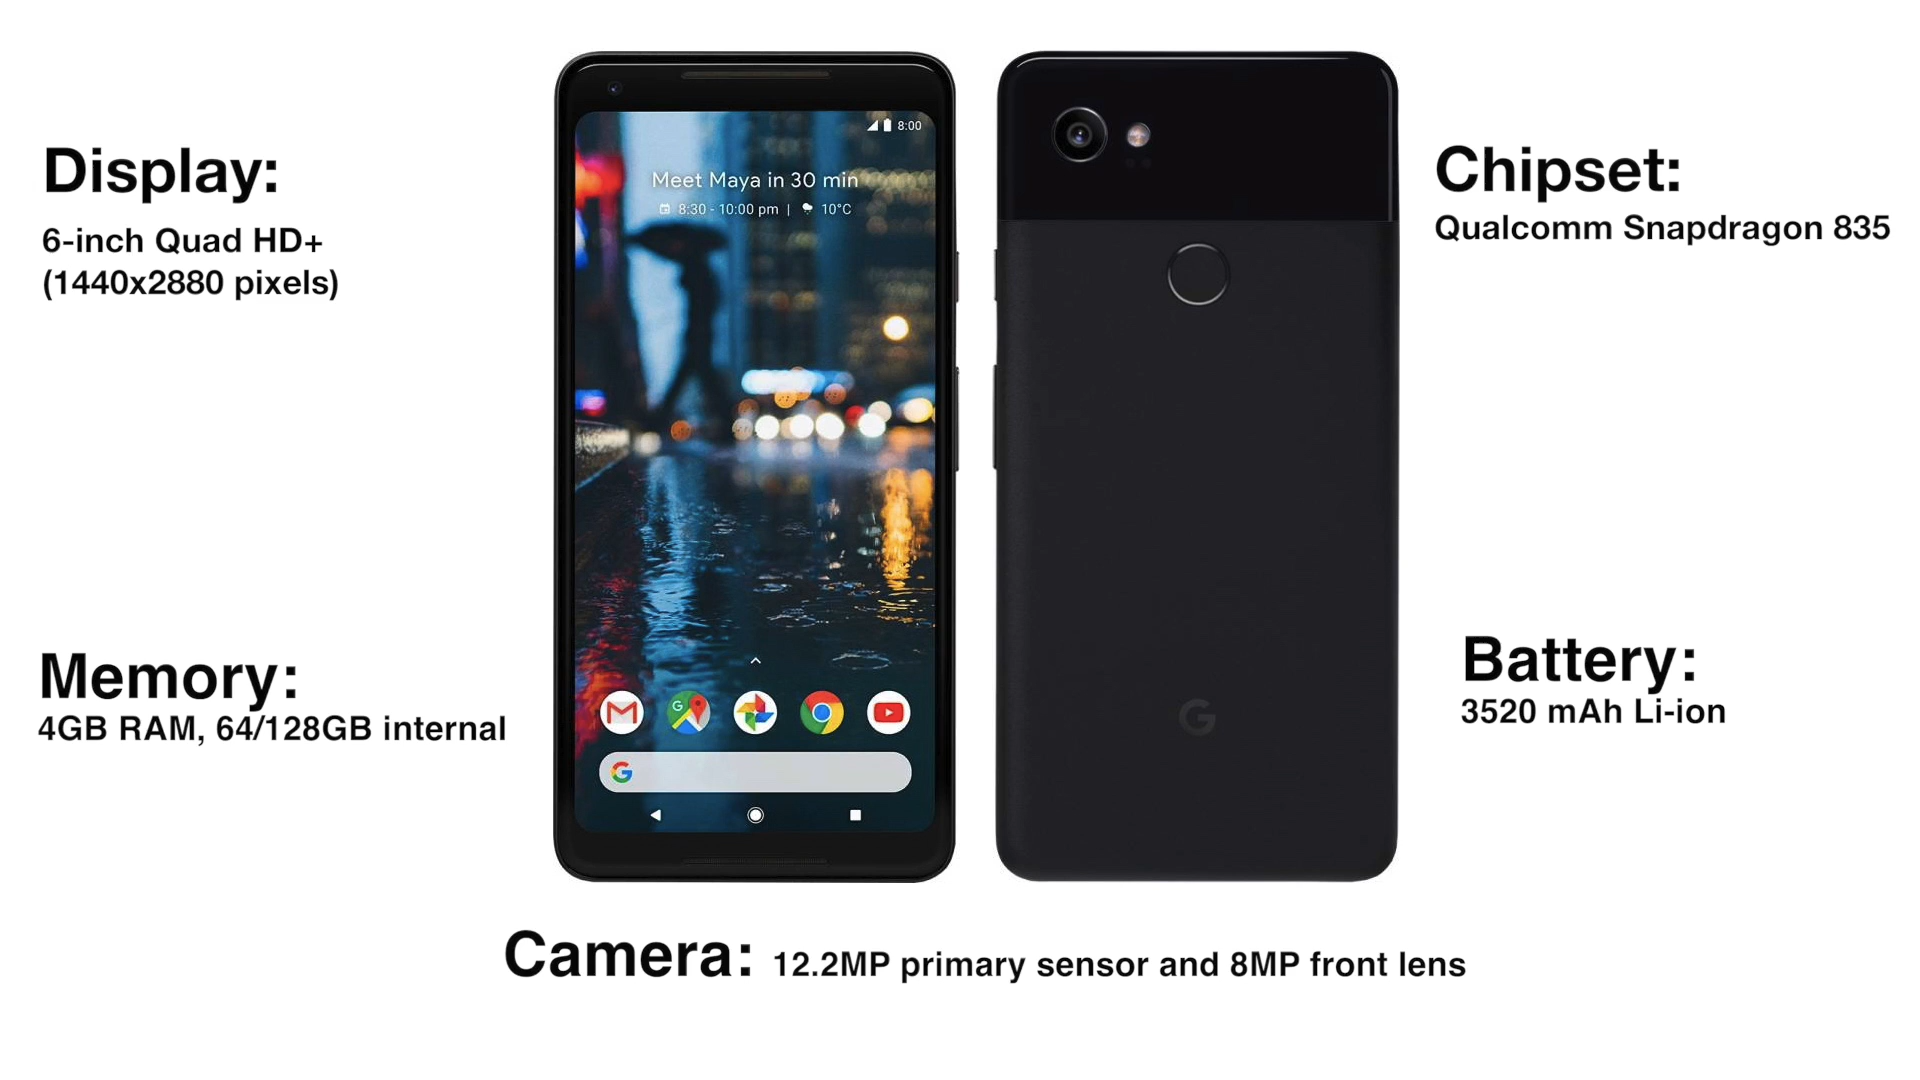 Display:
6-inch Quad HD+
(1440x2880 pixels)
Memory:
4GB RAM, 64/128GB internal
8:00
Meet Maya in 30 min
8:30 - 10:00 pm | 10°C
G
G
G
Chipset:
Qualcomm Snapdragon 835
Battery:
3520 mAh Li-ion
Camera: 12.2MP primary sensor and 8MP front lens